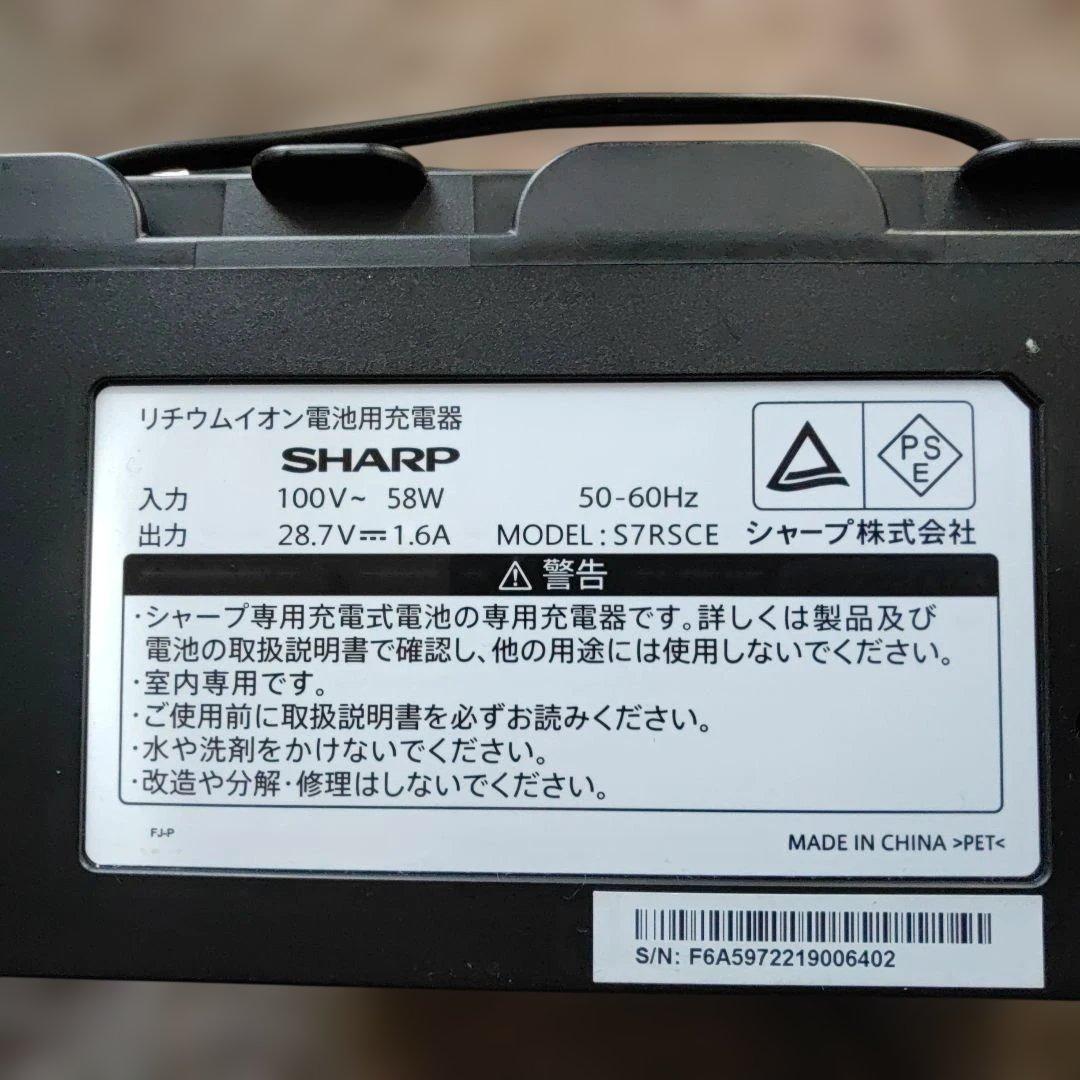 リチウムイオン電池用充電器
SHARP
入力 100V~ 58W 50-60Hz
出力 28.7V⎓1.6A MODEL:S7RSCE
PS
E
シャープ株式会社
⚠警告
・シャープ専用充電式電池の専用充電器です。詳しくは製品及び
電池の取扱説明書で確認し、他の用途には使用しないでください。
・室内専用です。
・ご使用前に取扱説明書を必ずお読みください。
・水や洗剤をかけないでください。
・改造や分解・修理はしないでください。
FJ-P
MADE IN CHINA >PET<
S/N: F6A5972219006402